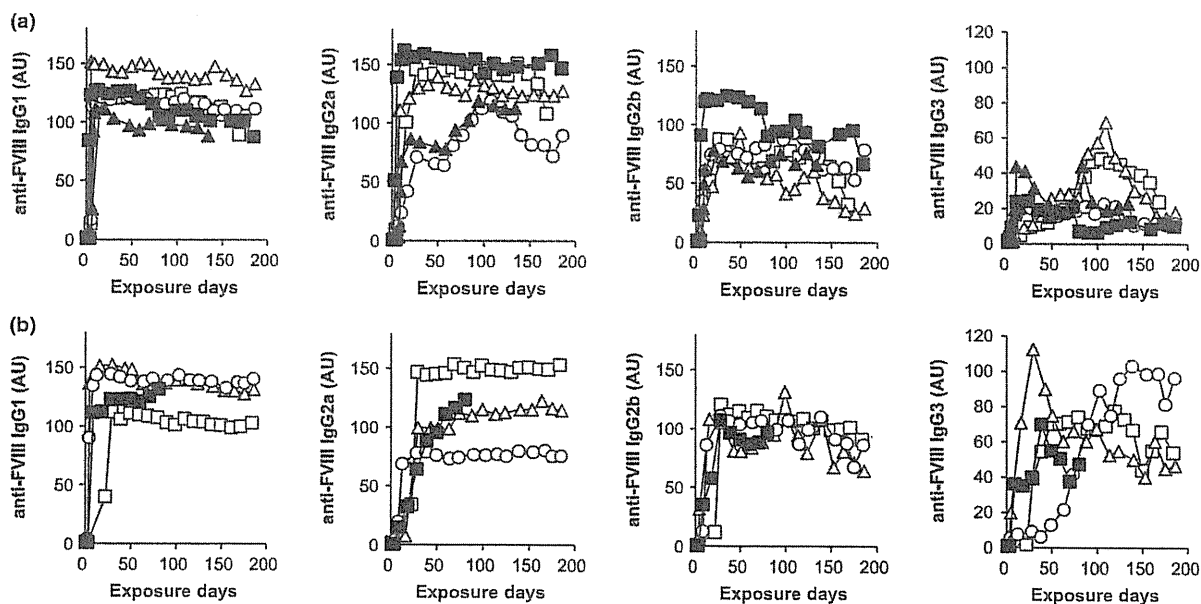 (a)
anti-FVIII IgG1 (AU)
150
100
50
0
0 50 100 150 200
Exposure days
anti-FVIII IgG2a (AU)
150
100
50
0
0 50 100 150 200
Exposure days
anti-FVIII IgG2b (AU)
150
100
50
0
0 50 100 150 200
Exposure days
anti-FVIII IgG3 (AU)
120
100
80
60
40
20
0
0 50 100 150 200
Exposure days
(b)
anti-FVIII IgG1 (AU)
150
100
50
0
0 50 100 150 200
Exposure days
anti-FVIII IgG2a (AU)
150
100
50
0
0 50 100 150 200
Exposure days
anti-FVIII IgG2b (AU)
150
100
50
0
0 50 100 150 200
Exposure days
anti-FVIII IgG3 (AU)
120
100
80
60
40
20
0
0 50 100 150 200
Exposure days